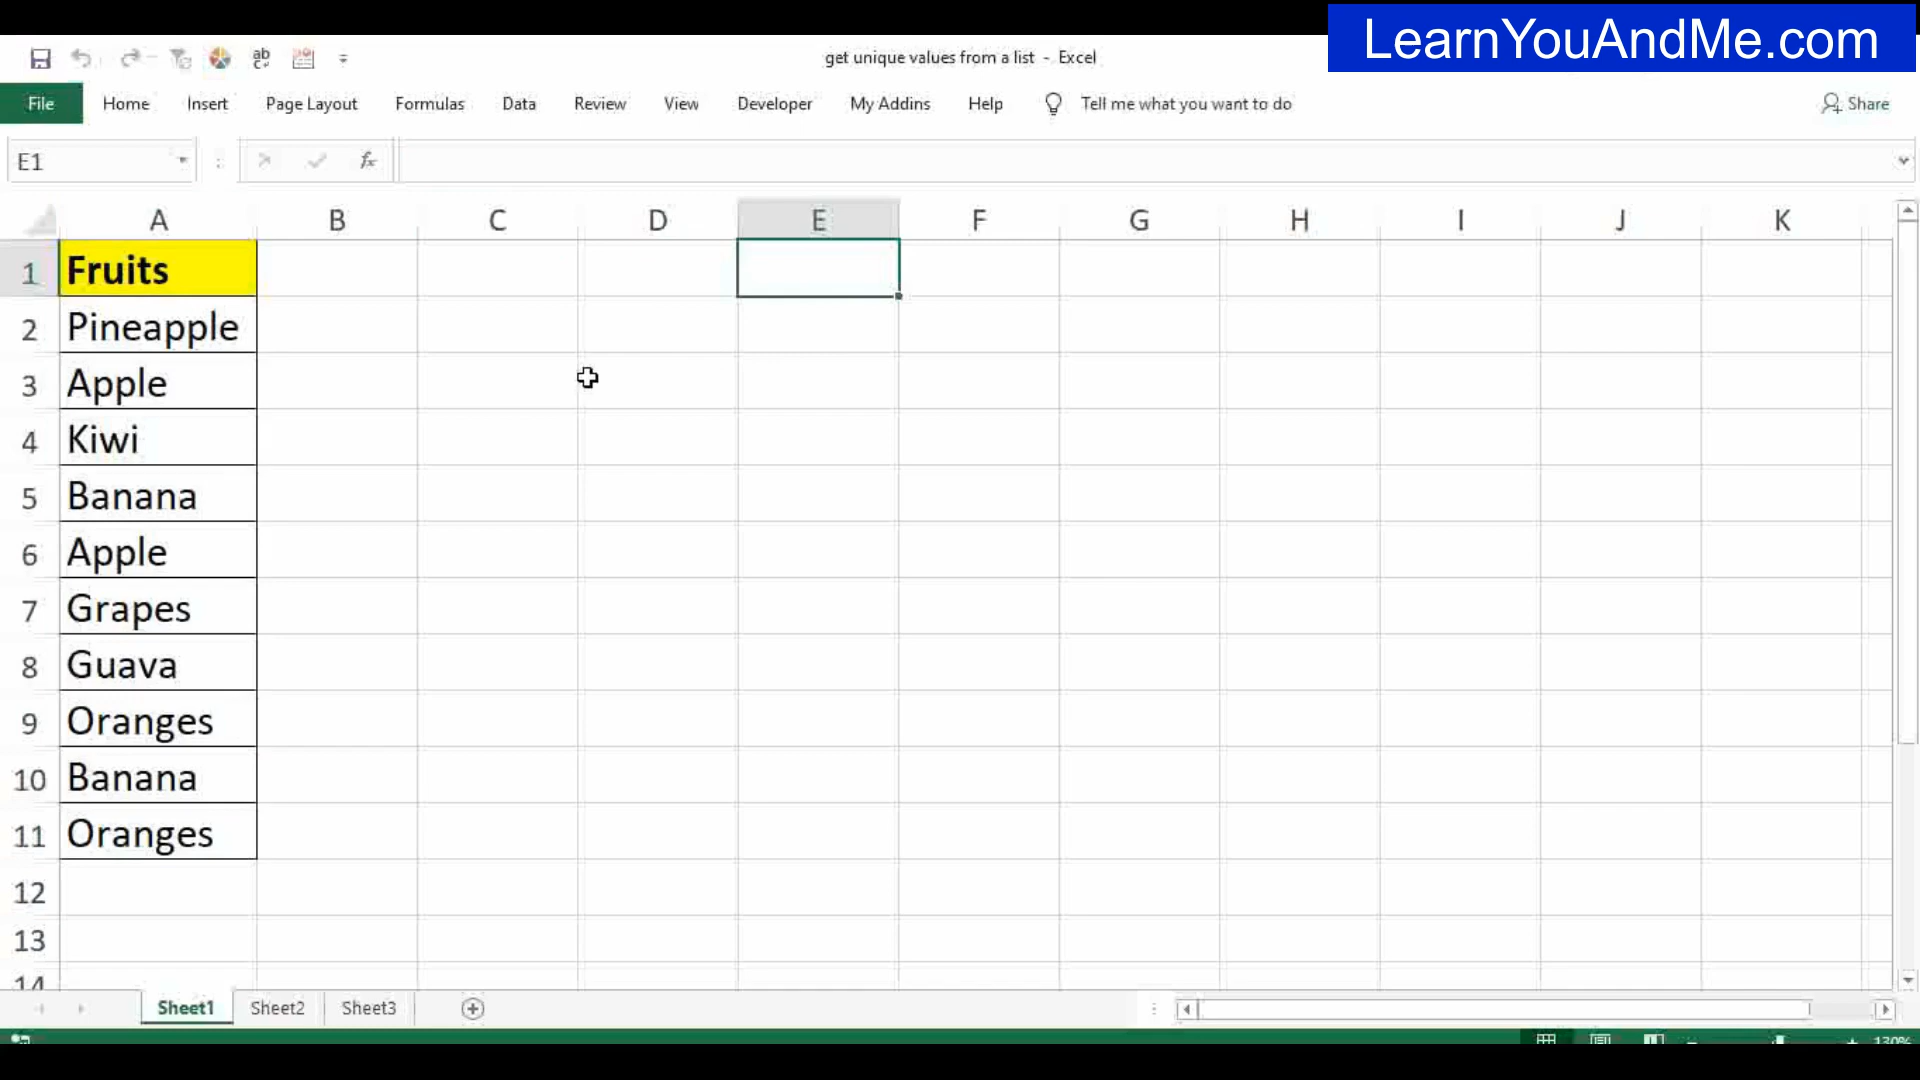 LearnYouAndMe.com
get unique values from a list - Excel
File Home Insert Page Layout Formulas Data Review View Developer My Addins Help Tell me what you want to do Share
E1 fx
A B C D E F G H I J K
1 Fruits
2 Pineapple
3 Apple
4 Kiwi
5 Banana
6 Apple
7 Grapes
8 Guava
9 Oranges
10 Banana
11 Oranges
12
13
14
Sheet1 Sheet2 Sheet3
130%